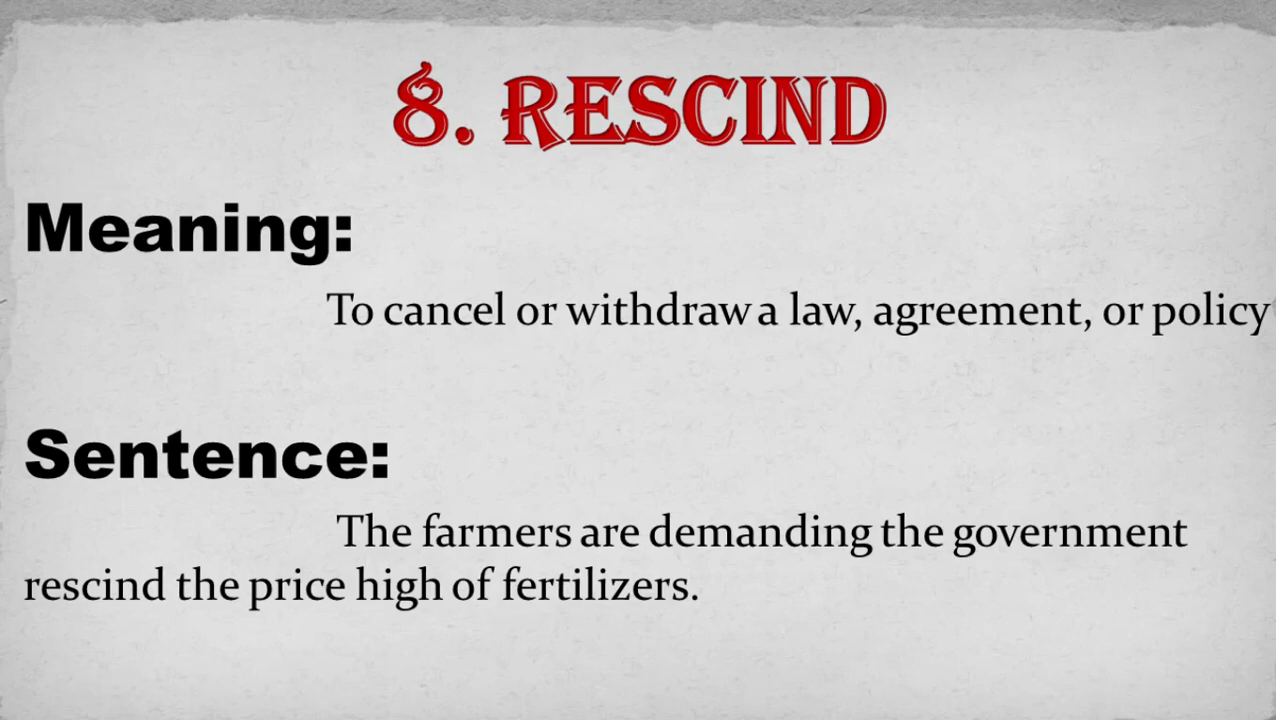 8. RESCIND
Meaning:
To cancel or withdraw a law, agreement, or policy
Sentence:
The farmers are demanding the government
rescind the price high of fertilizers.